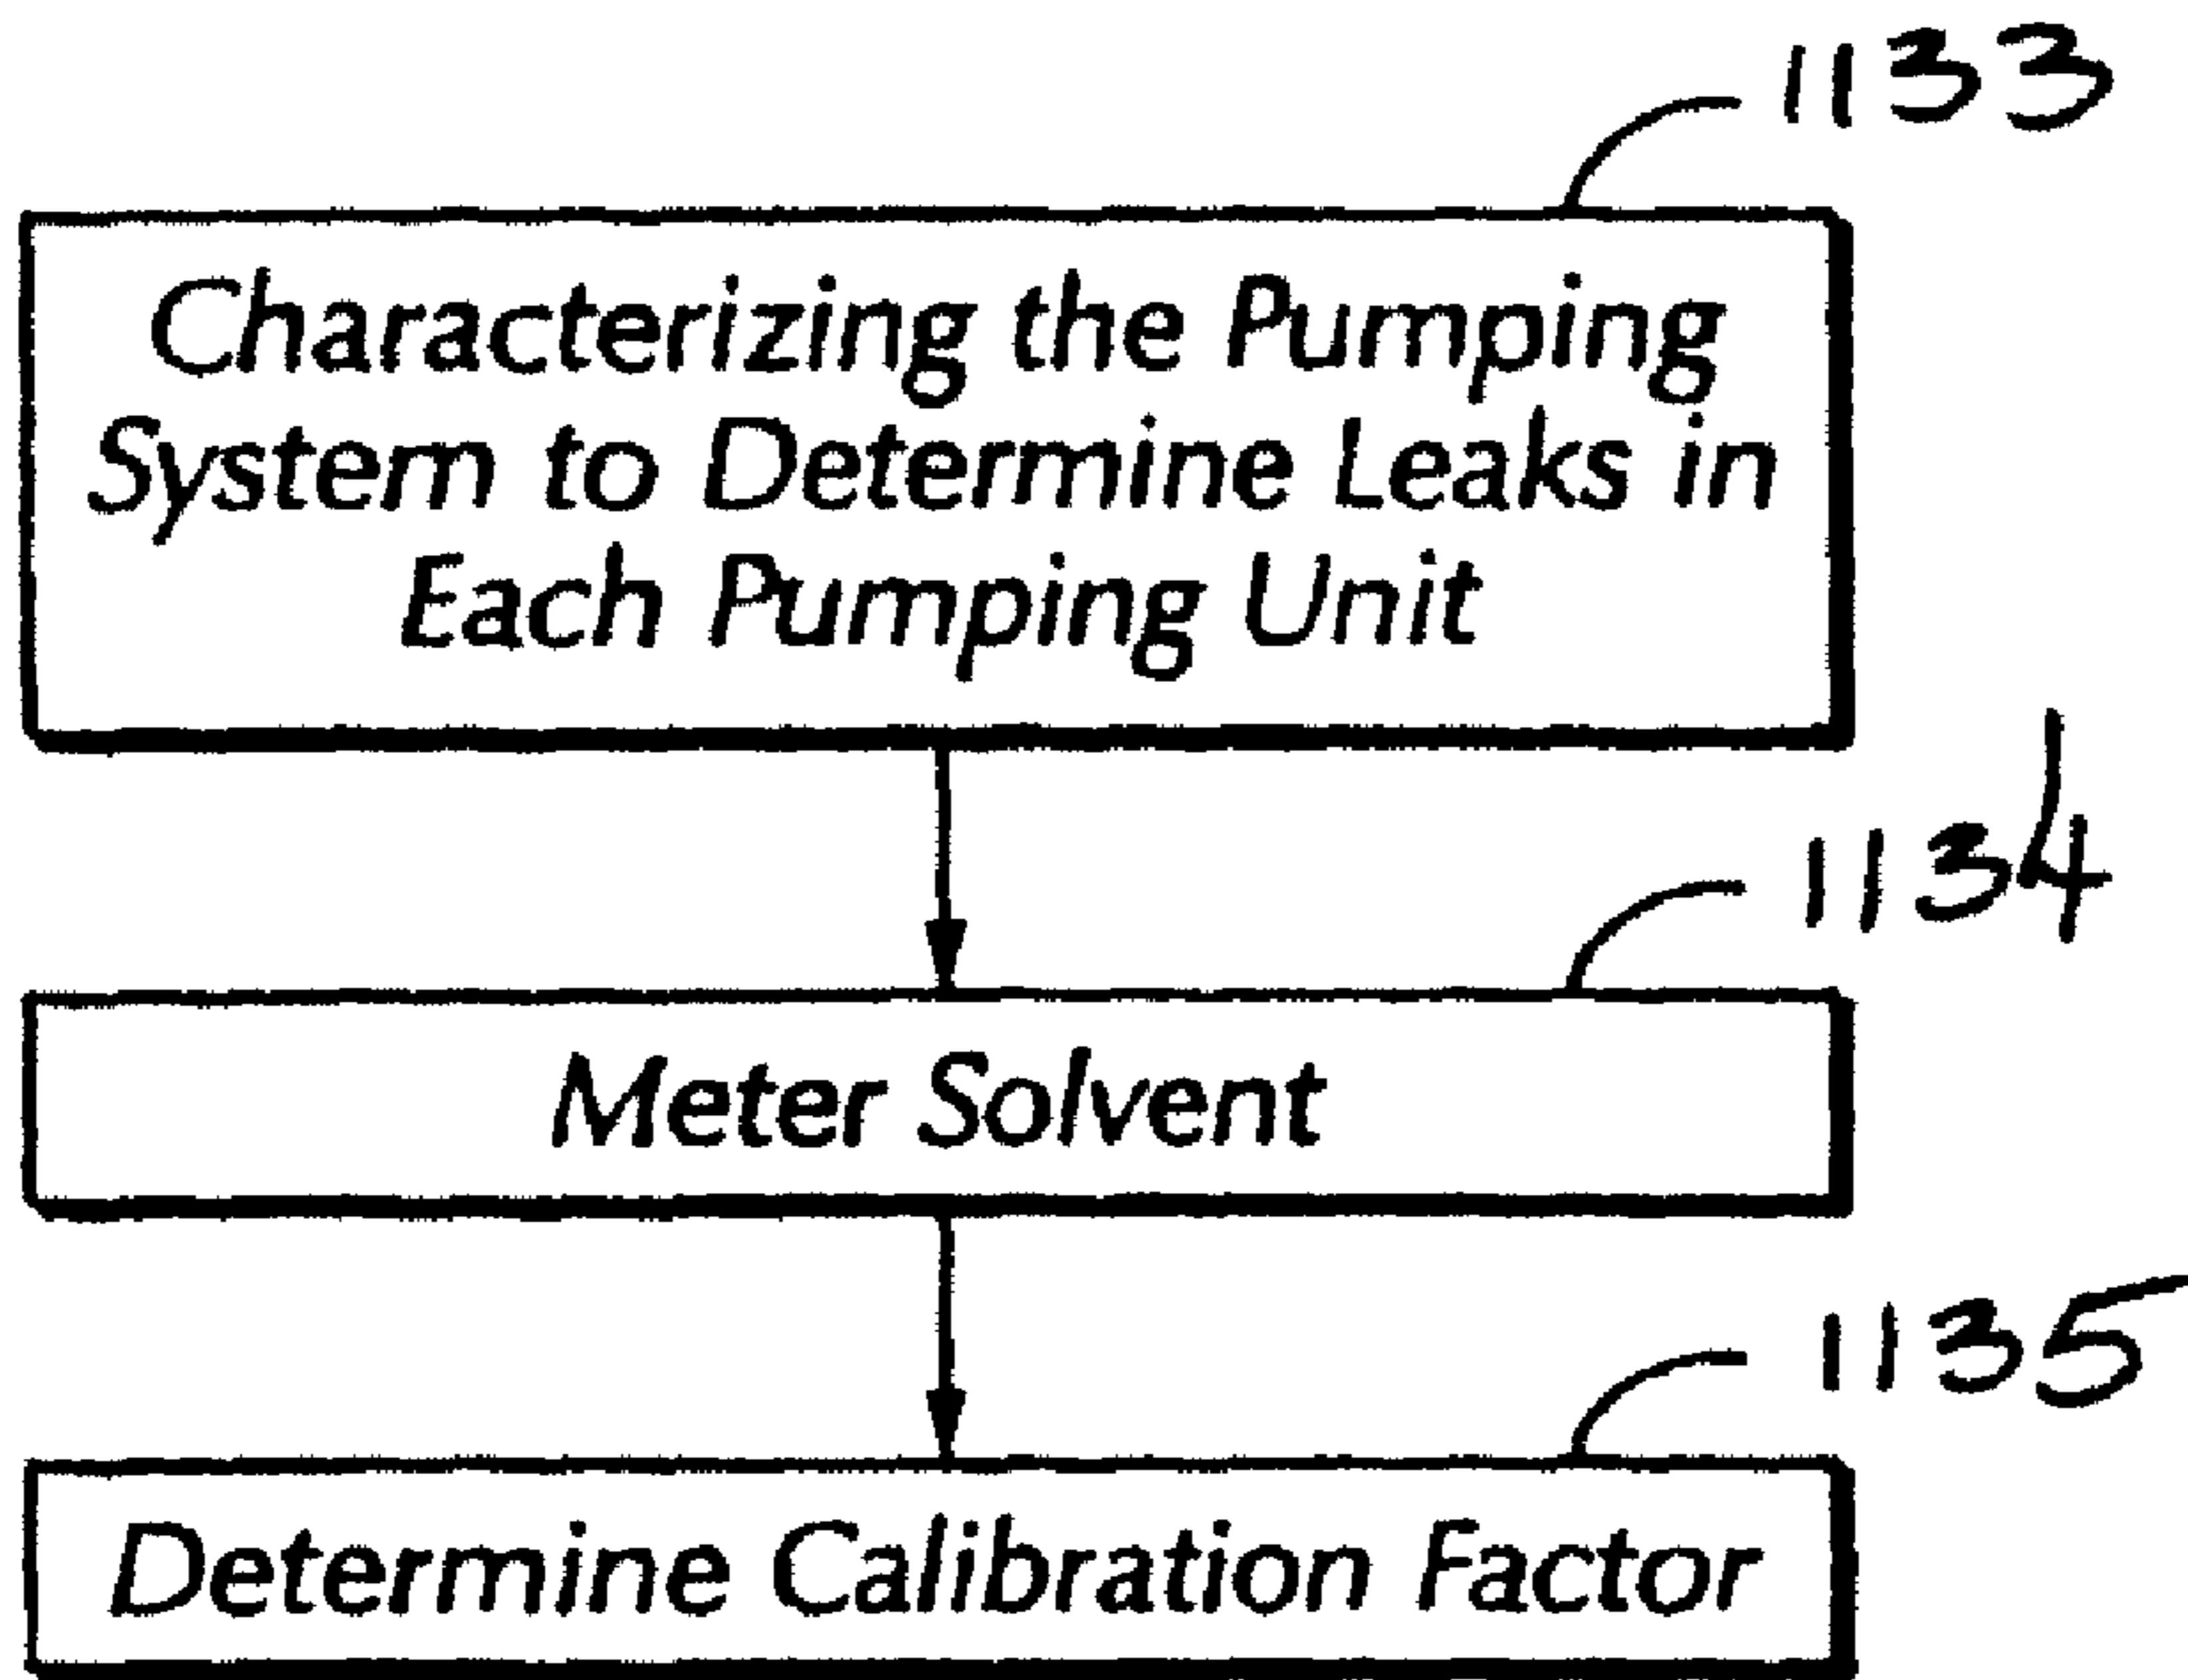 1133
Characterizing the Pumping
System to Determine Leaks in
Each Pumping Unit
1134
Meter Solvent
1135
Determine Calibration Factor